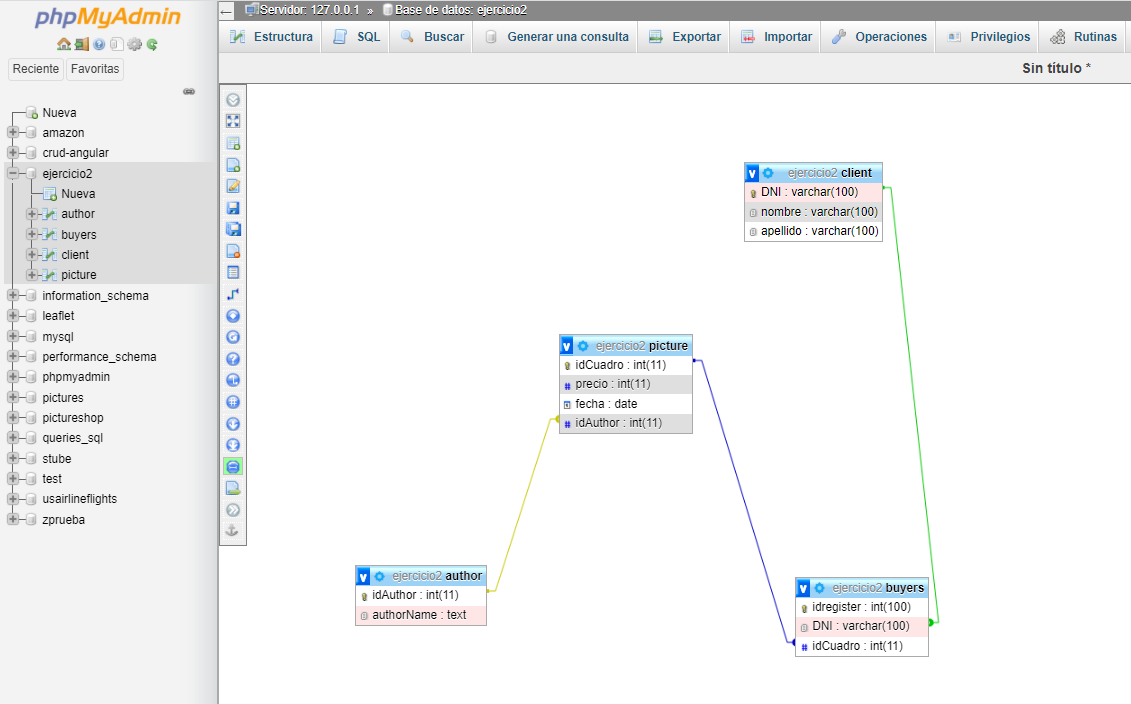 phpMyAdmin
Reciente Favoritas
Nueva
amazon
crud-angular
ejercicio2
Nueva
author
buyers
client
picture
information_schema
leaflet
mysql
performance_schema
phpmyadmin
pictures
pictureshop
queries_sql
stube
test
usairlineflights
zprueba
Servidor: 127.0.0.1 » Base de datos: ejercicio2
Estructura SQL Buscar Generar una consulta Exportar Importar Operaciones Privilegios Rutinas
Sin título *
ejercicio2 client
DNI : varchar(100)
nombre : varchar(100)
apellido : varchar(100)
ejercicio2 picture
idCuadro : int(11)
precio : int(11)
fecha : date
idAuthor : int(11)
ejercicio2 author
idAuthor : int(11)
authorName : text
ejercicio2 buyers
idregister : int(100)
DNI : varchar(100)
idCuadro : int(11)